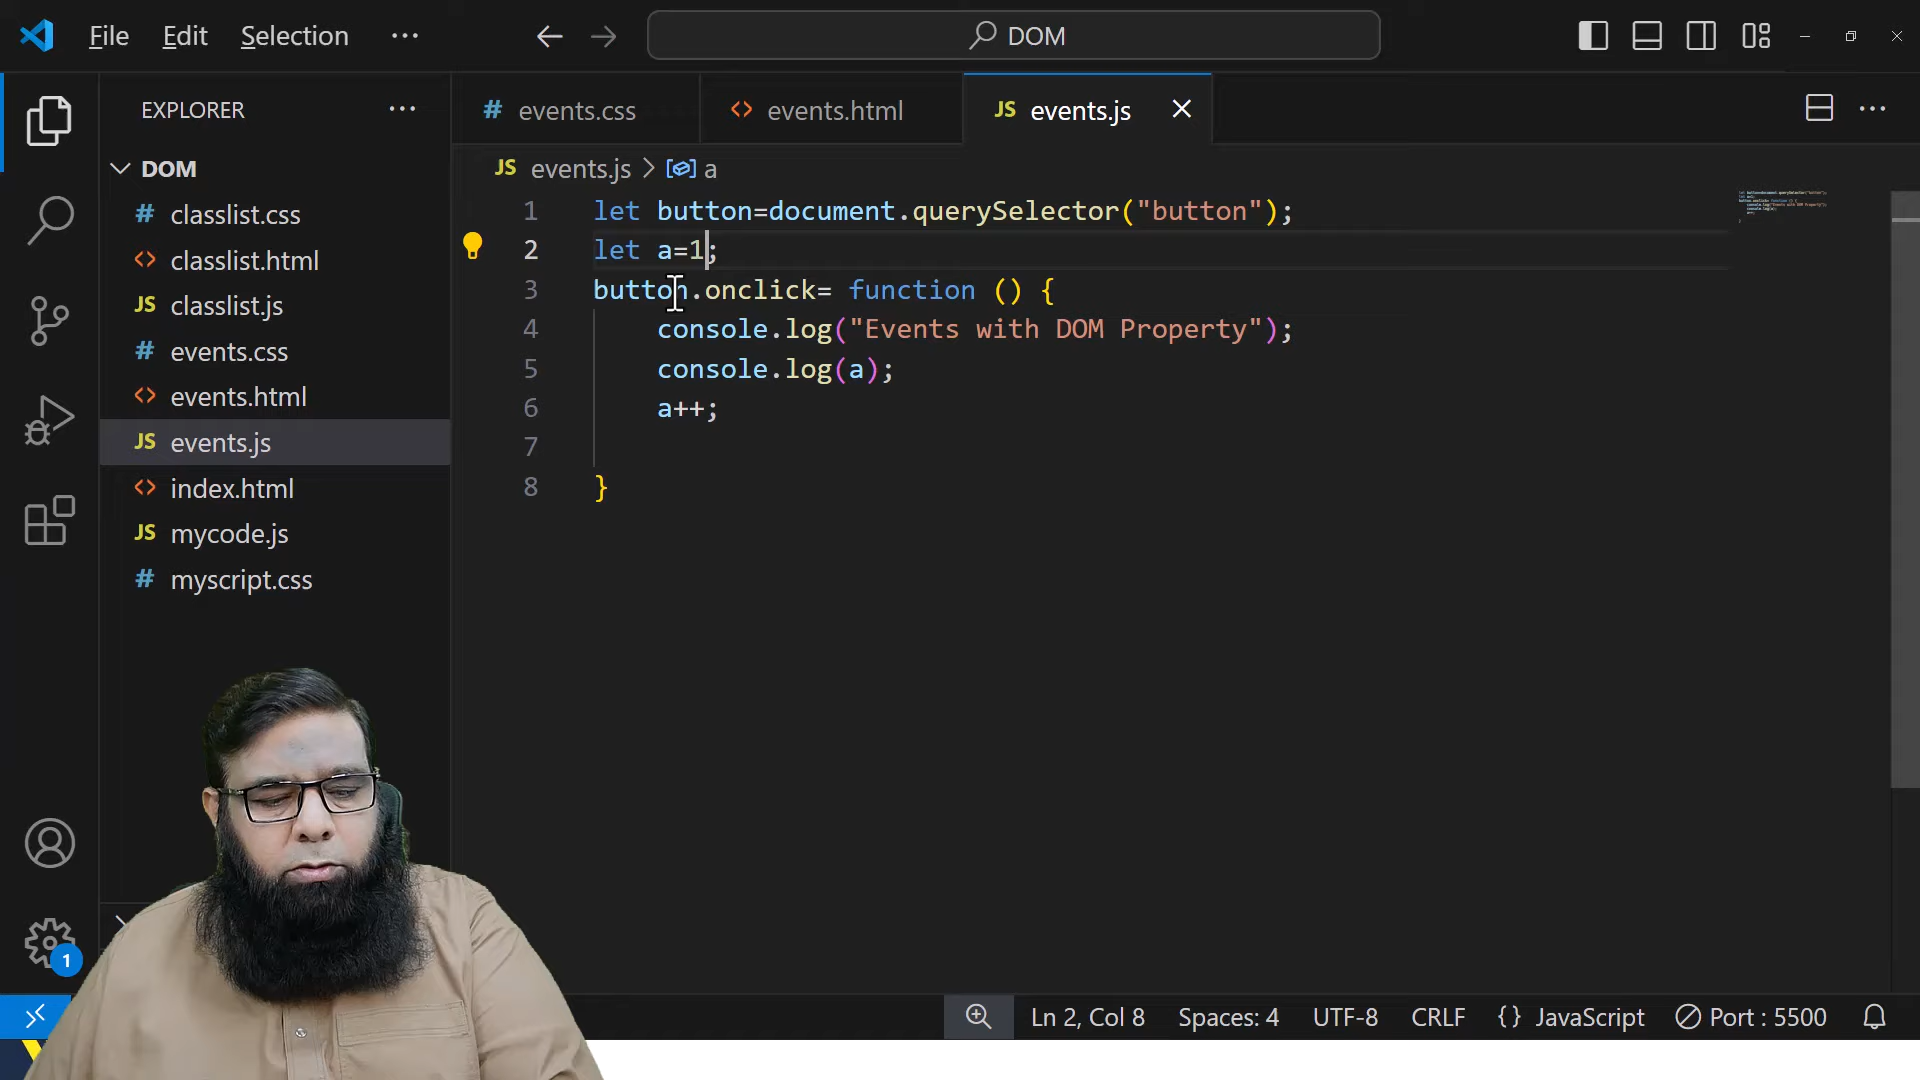 File Edit Selection ··· DOM
EXPLORER ···
DOM
# classlist.css
<> classlist.html
JS classlist.js
# events.css
<> events.html
JS events.js
<> index.html
JS mycode.js
# myscript.css
1
# events.css <> events.html JS events.js
JS events.js > a
1 let button=document.querySelector("button");
2 let a=1;
3 button.onclick= function () {
4 console.log("Events with DOM Property");
5 console.log(a);
6 a++;
7
8 }
Ln 2, Col 8 Spaces: 4 UTF-8 CRLF {} JavaScript Port : 5500